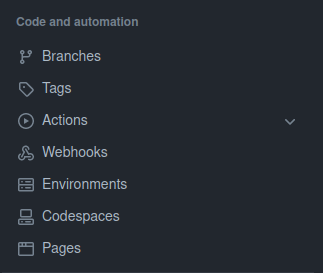 Code and automation
Branches
Tags
Actions
Webhooks
Environments
Codespaces
Pages